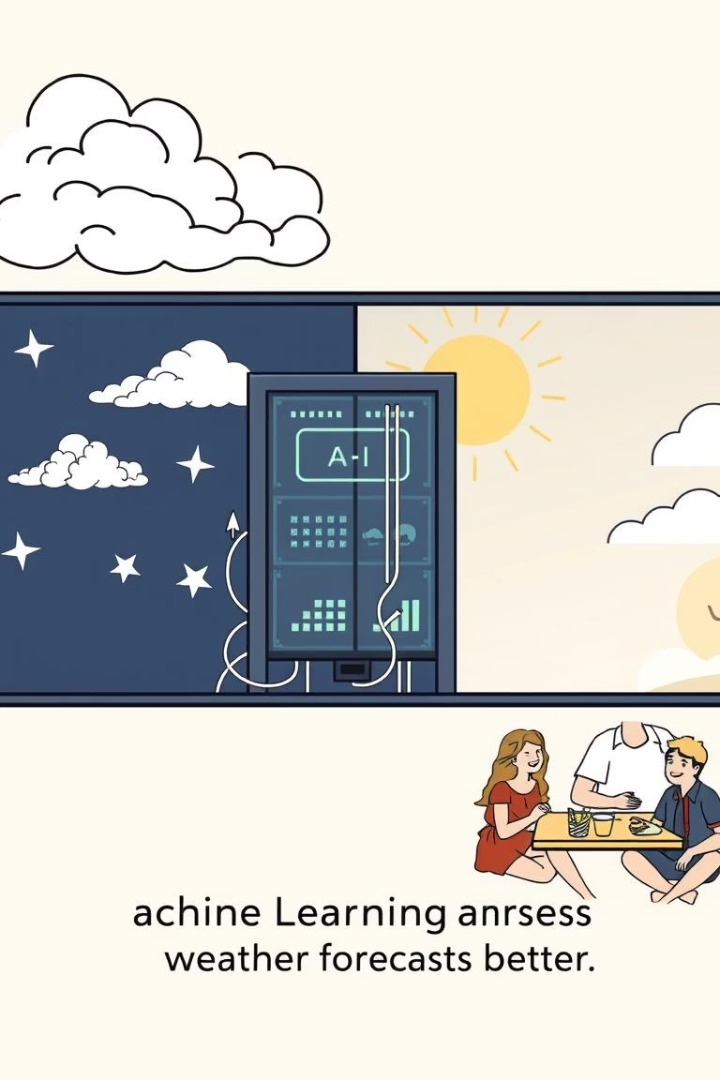 A-I
achine Learning anrsess
weather forecasts better.